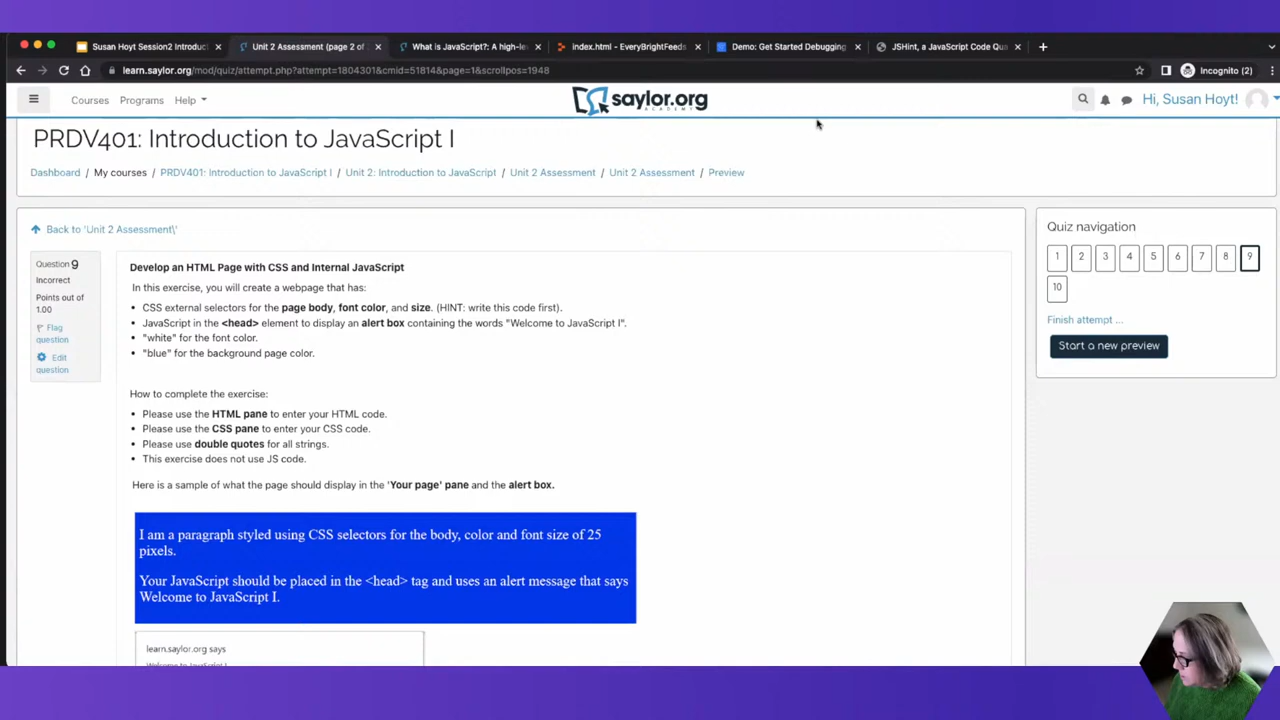 Susan Hoyt Session2 Introduc
Unit 2 Assessment (page 2 of
What is JavaScript?: A high-le
index.html - EveryBrightFeeds
Demo: Get Started Debugging
JSHint, a JavaScript Code Qua
learn.saylor.org/mod/quiz/attempt.php?attempt=1804301&cmid=51814&page=1&scrollpos=1948
Incognito (2)
Courses Programs Help
saylor.org
ACADEMY
Hi, Susan Hoyt!
PRDV401: Introduction to JavaScript I
Dashboard / My courses / PRDV401: Introduction to JavaScript I / Unit 2: Introduction to JavaScript / Unit 2 Assessment / Unit 2 Assessment / Preview
Back to 'Unit 2 Assessment\'
Question 9
Incorrect
Points out of
1.00
Flag
question
Edit
question
Develop an HTML Page with CSS and Internal JavaScript
In this exercise, you will create a webpage that has:
• CSS external selectors for the page body, font color, and size. (HINT: write this code first).
• JavaScript in the <head> element to display an alert box containing the words "Welcome to JavaScript I".
• "white" for the font color.
• "blue" for the background page color.
How to complete the exercise:
• Please use the HTML pane to enter your HTML code.
• Please use the CSS pane to enter your CSS code.
• Please use double quotes for all strings.
• This exercise does not use JS code.
Here is a sample of what the page should display in the 'Your page' pane and the alert box.
I am a paragraph styled using CSS selectors for the body, color and font size of 25
pixels.
Your JavaScript should be placed in the <head> tag and uses an alert message that says
Welcome to JavaScript I.
learn.saylor.org says
Welcome to JavaScript I
Quiz navigation
1 2 3 4 5 6 7 8 9
10
Finish attempt ...
Start a new preview